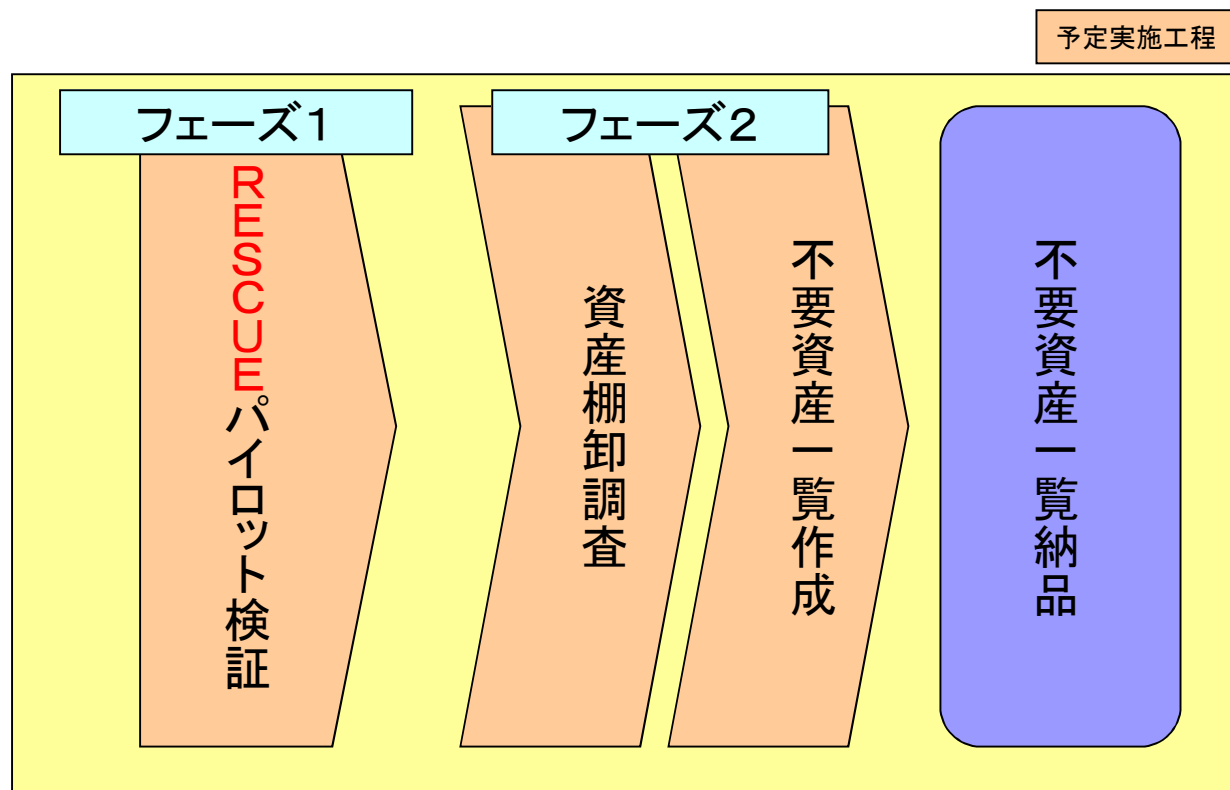 予定実施工程
フェーズ１
フェーズ２
ＲＥＳＣＵＥパイロット検証
資産棚卸調査
不要資産一覧作成
不要資産一覧納品